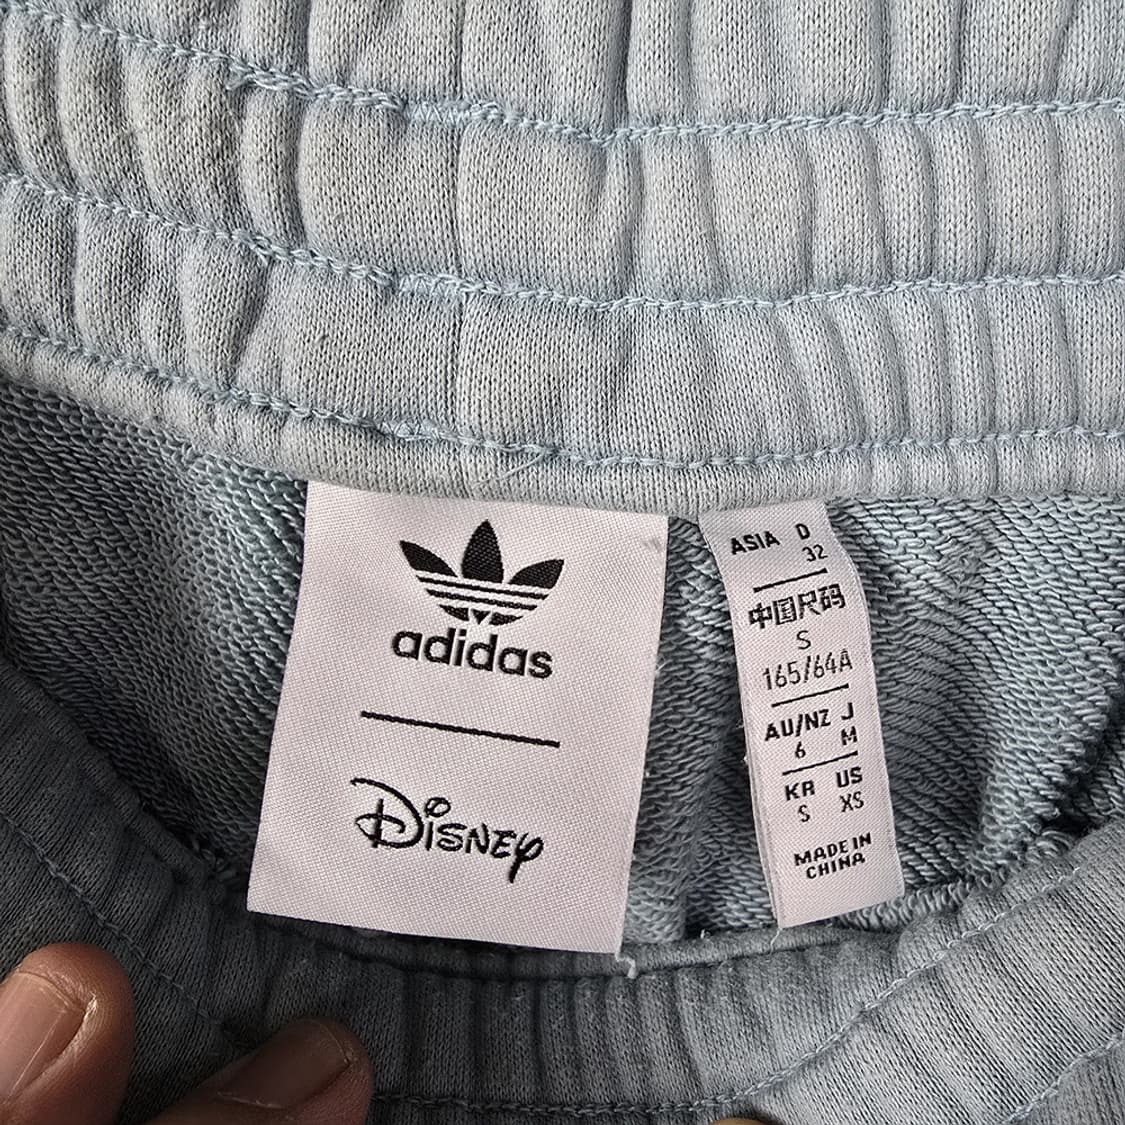 adidas
Disney
ASIA D
32
中国尺码
S
165/64A
AU/NZ J
6 M
KR US
S XS
MADE IN
CHINA